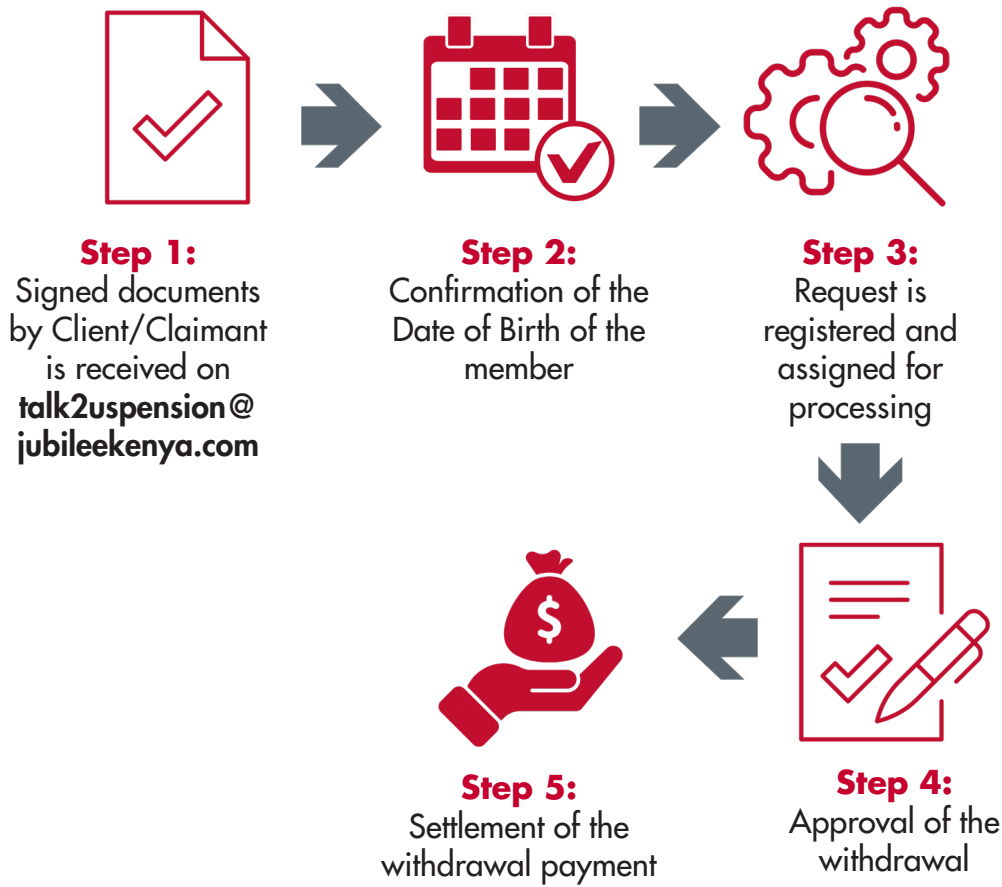 Step 1:
Signed documents
by Client/Claimant
is received on
talk2uspension@
jubileekenya.com
Step 2:
Confirmation of the
Date of Birth of the
member
Step 3:
Request is
registered and
assigned for
processing
$
Step 4:
Approval of the
withdrawal
Step 5:
Settlement of the
withdrawal payment